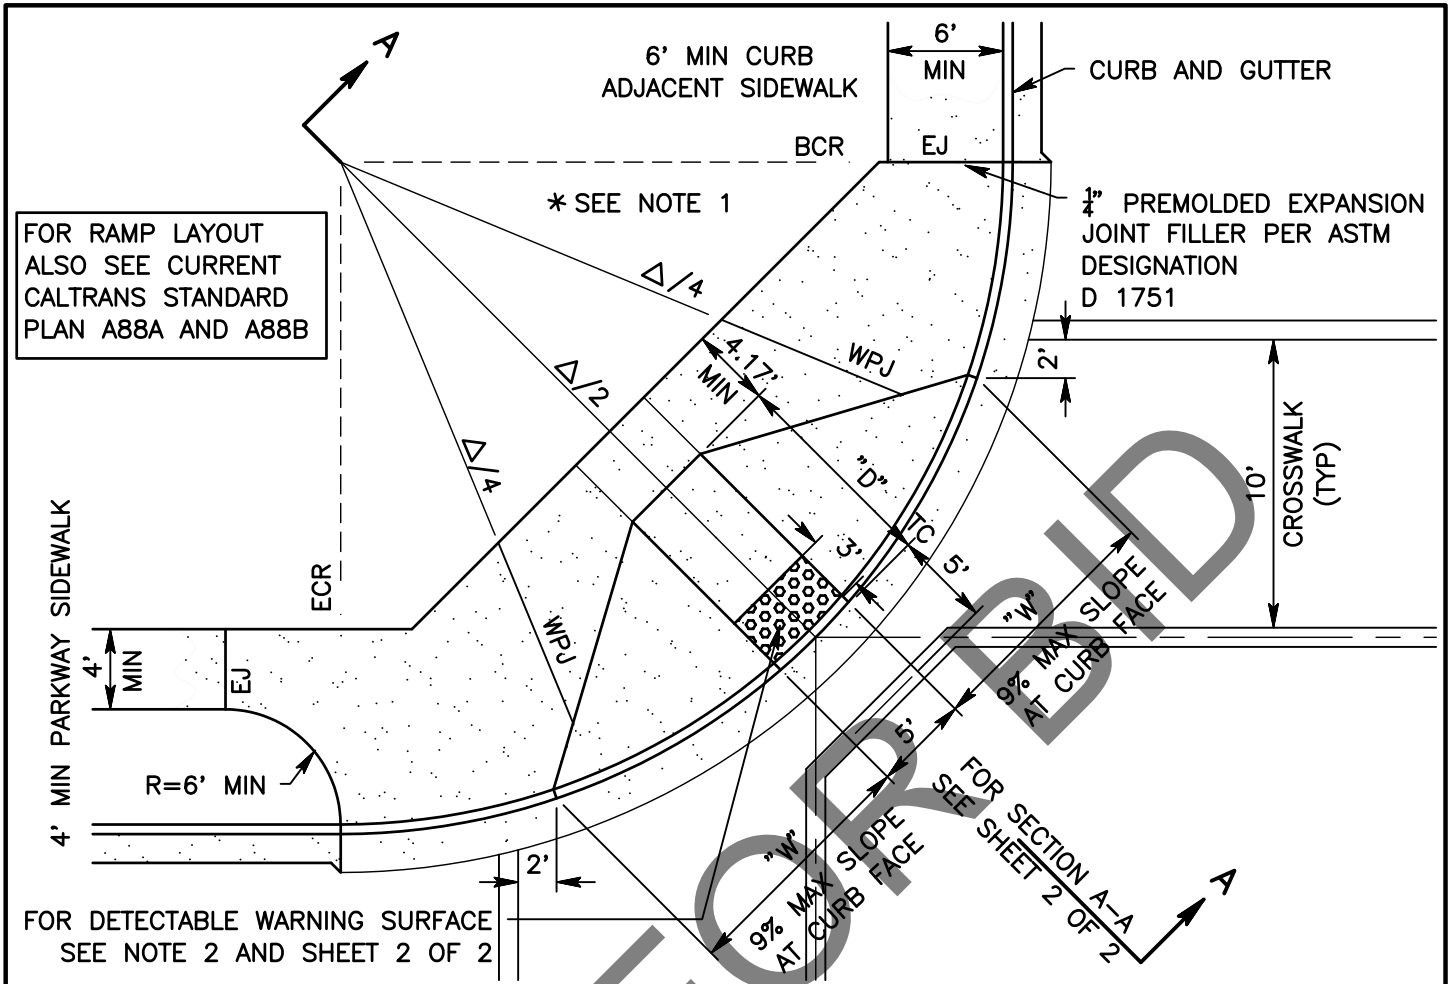 A
6' MIN CURB
ADJACENT SIDEWALK
6'
MIN
CURB AND GUTTER
BCR
EJ
* SEE NOTE 1
1/4" PREMOLDED EXPANSION
JOINT FILLER PER ASTM
DESIGNATION
D 1751
FOR RAMP LAYOUT
ALSO SEE CURRENT
CALTRANS STANDARD
PLAN A88A AND A88B
Δ/4
Δ/2
Δ/4
4.17'
MIN
WPJ
2'
10'
CROSSWALK
(TYP)
"D"
TC
3'
5'
"W"
9% MAX SLOPE
AT CURB FACE
ECR
WPJ
4' MIN PARKWAY SIDEWALK
4'
MIN
EJ
R=6' MIN
5'
"W"
9% MAX SLOPE
AT CURB FACE
FOR SECTION A-A
SEE SHEET 2 OF 2
A
2'
FOR DETECTABLE WARNING SURFACE
SEE NOTE 2 AND SHEET 2 OF 2
FOR BID